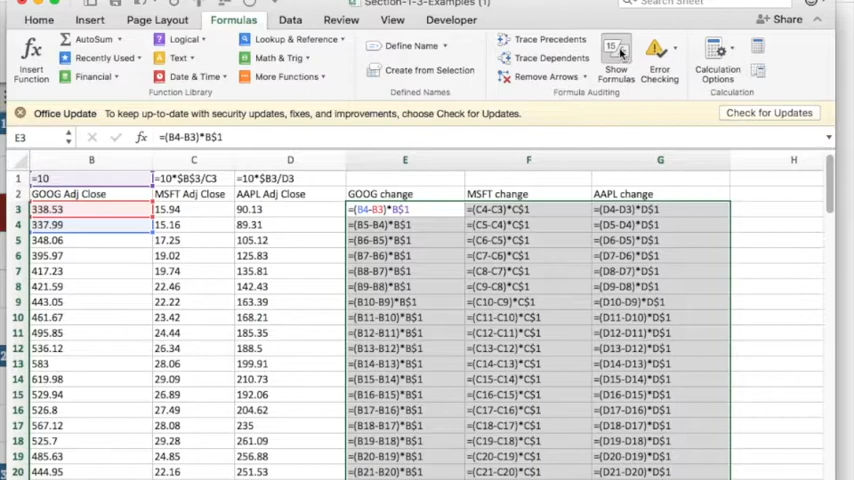 Section-1-3-Examples (1)
Search Sheet
Home Insert Page Layout Formulas Data Review View Developer Share
AutoSum Logical Lookup & Reference Define Name Trace Precedents 15
Recently Used Text Math & Trig Trace Dependents
Insert Function Financial Date & Time More Functions Create from Selection Remove Arrows Show Formulas Error Checking Calculation Options
Function Library Defined Names Formula Auditing Calculation
Office Update To keep up-to-date with security updates, fixes, and improvements, choose Check for Updates. Check for Updates
E3 fx =(B4-B3)*B$1
B C D E F G H
1 =10 =10*$B$3/C3 =10*$B3/D3
2 GOOG Adj Close MSFT Adj Close AAPL Adj Close GOOG change MSFT change AAPL change
3 338.53 15.94 90.13 =(B4-B3)*B$1 =(C4-C3)*C$1 =(D4-D3)*D$1
4 337.99 15.16 89.31 =(B5-B4)*B$1 =(C5-C4)*C$1 =(D5-D4)*D$1
5 348.06 17.25 105.12 =(B6-B5)*B$1 =(C6-C5)*C$1 =(D6-D5)*D$1
6 395.97 19.02 125.83 =(B7-B6)*B$1 =(C7-C6)*C$1 =(D7-D6)*D$1
7 417.23 19.74 135.81 =(B8-B7)*B$1 =(C8-C7)*C$1 =(D8-D7)*D$1
8 421.59 22.46 142.43 =(B9-B8)*B$1 =(C9-C8)*C$1 =(D9-D8)*D$1
9 443.05 22.22 163.39 =(B10-B9)*B$1 =(C10-C9)*C$1 =(D10-D9)*D$1
10 461.67 23.42 168.21 =(B11-B10)*B$1 =(C11-C10)*C$1 =(D11-D10)*D$1
11 495.85 24.44 185.35 =(B12-B11)*B$1 =(C12-C11)*C$1 =(D12-D11)*D$1
12 536.12 26.34 188.5 =(B13-B12)*B$1 =(C13-C12)*C$1 =(D13-D12)*D$1
13 583 28.06 199.91 =(B14-B13)*B$1 =(C14-C13)*C$1 =(D14-D13)*D$1
14 619.98 29.09 210.73 =(B15-B14)*B$1 =(C15-C14)*C$1 =(D15-D14)*D$1
15 529.94 26.89 192.06 =(B16-B15)*B$1 =(C16-C15)*C$1 =(D16-D15)*D$1
16 526.8 27.49 204.62 =(B17-B16)*B$1 =(C17-C16)*C$1 =(D17-D16)*D$1
17 567.12 28.08 235 =(B18-B17)*B$1 =(C18-C17)*C$1 =(D18-D17)*D$1
18 525.7 29.28 261.09 =(B19-B18)*B$1 =(C19-C18)*C$1 =(D19-D18)*D$1
19 485.63 24.85 256.88 =(B20-B19)*B$1 =(C20-C19)*C$1 =(D20-D19)*D$1
20 444.95 22.16 251.53 =(B21-B20)*B$1 =(C21-C20)*C$1 =(D21-D20)*D$1